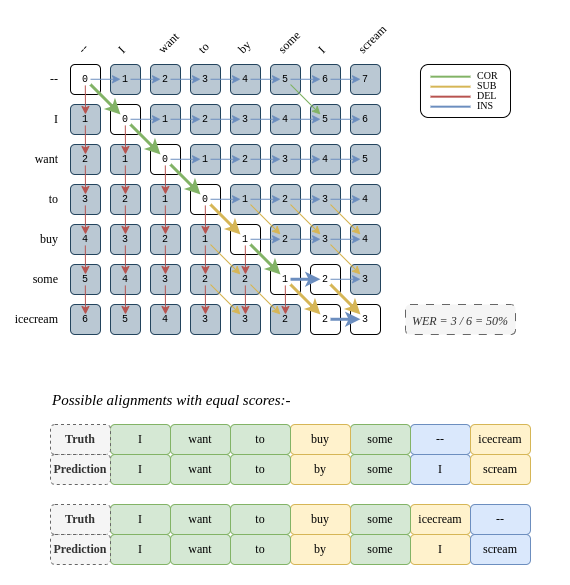 -- I want to by some I scream
-- 0 1 2 3 4 5 6 7
I 1 0 1 2 3 4 5 6
want 2 1 0 1 2 3 4 5
to 3 2 1 0 1 2 3 4
buy 4 3 2 1 1 2 3 4
some 5 4 3 2 2 1 2 3
icecream 6 5 4 3 3 2 2 3
COR
SUB
DEL
INS
WER = 3 / 6 = 50%
Possible alignments with equal scores:-
Truth I want to buy some -- icecream
Prediction I want to by some I scream
Truth I want to buy some icecream --
Prediction I want to by some I scream